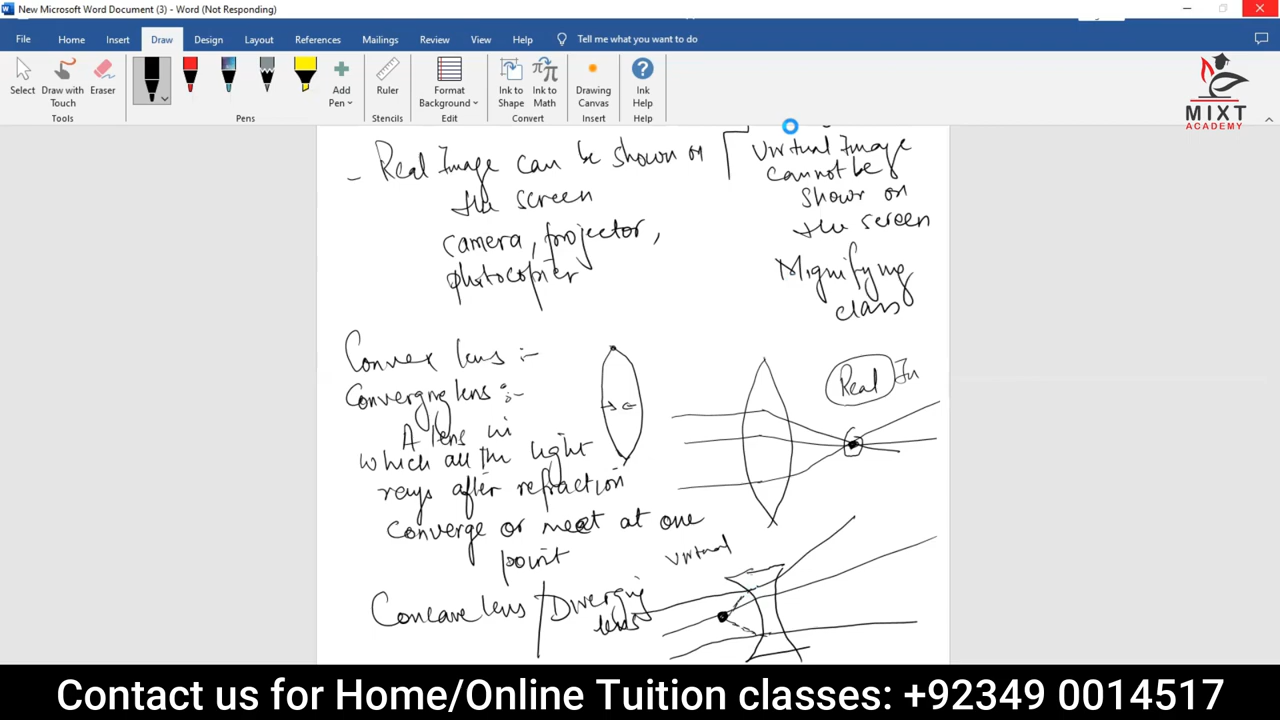 New Microsoft Word Document (3) - Word (Not Responding)
File Home Insert Draw Design Layout References Mailings Review View Help Tell me what you want to do
Select Draw with Touch Eraser Add Pen Ruler Format Background Ink to Shape Ink to Math Drawing Canvas Ink Help
Tools Pens Stencils Edit Convert Insert Help
MIXT
ACADEMY
- Real Image can be shown on
the screen
camera, projector,
photocopier
Virtual Image
cannot be
shown on
the screen
Mignifying
class
Convex lens :-
Converging lens :-
A lens in
which all the light
rays after refraction
converge or meet at one
point
Real Im
Virtual
Concave lens / Diverging
lens
Contact us for Home/Online Tuition classes: +92349 0014517